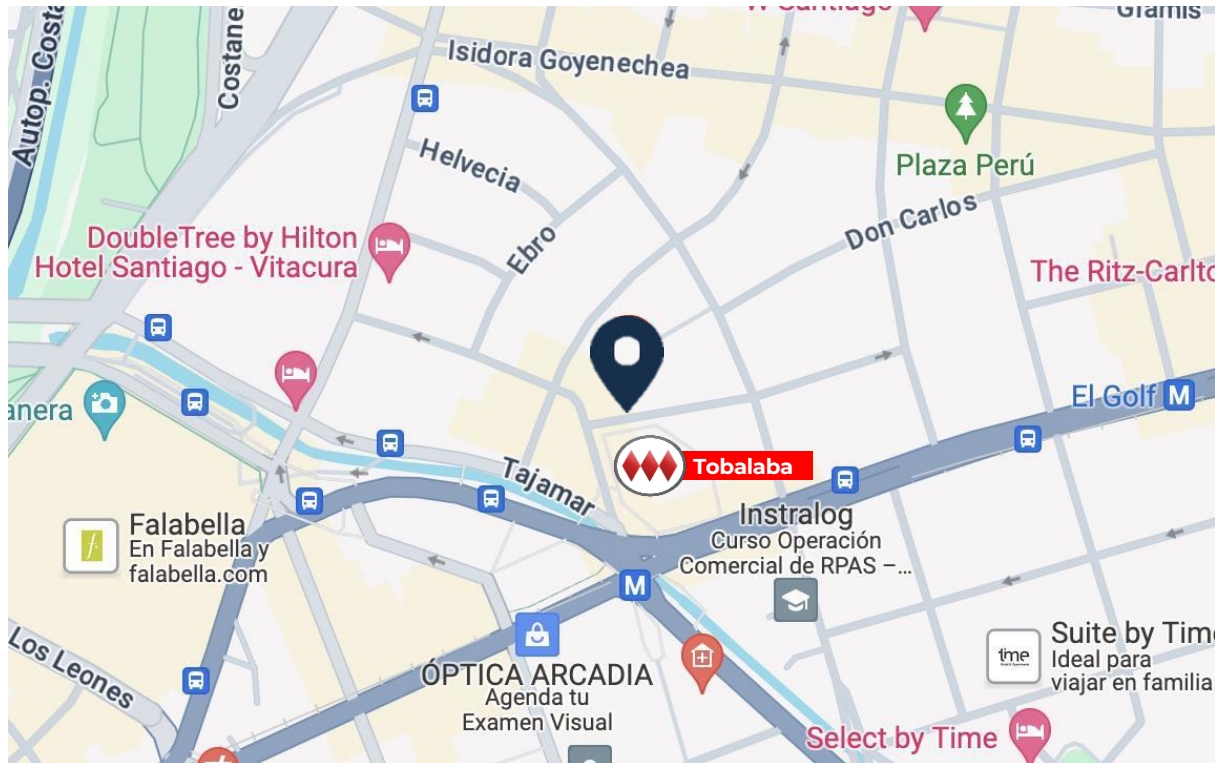 W Santiago
Gramis
Autop. Costa
Costane
Isidora Goyenechea
Plaza Perú
Helvecia
Don Carlos
DoubleTree by Hilton
Hotel Santiago - Vitacura
Ebro
The Ritz-Carlto
anera
El Golf M
Tobalaba
Tajamar
Falabella
En Falabella y
falabella.com
Instralog
Curso Operación
Comercial de RPAS –...
M
Los Leones
ÓPTICA ARCADIA
Agenda tu
Examen Visual
time
Suite by Time
Ideal para
viajar en familia
Select by Time